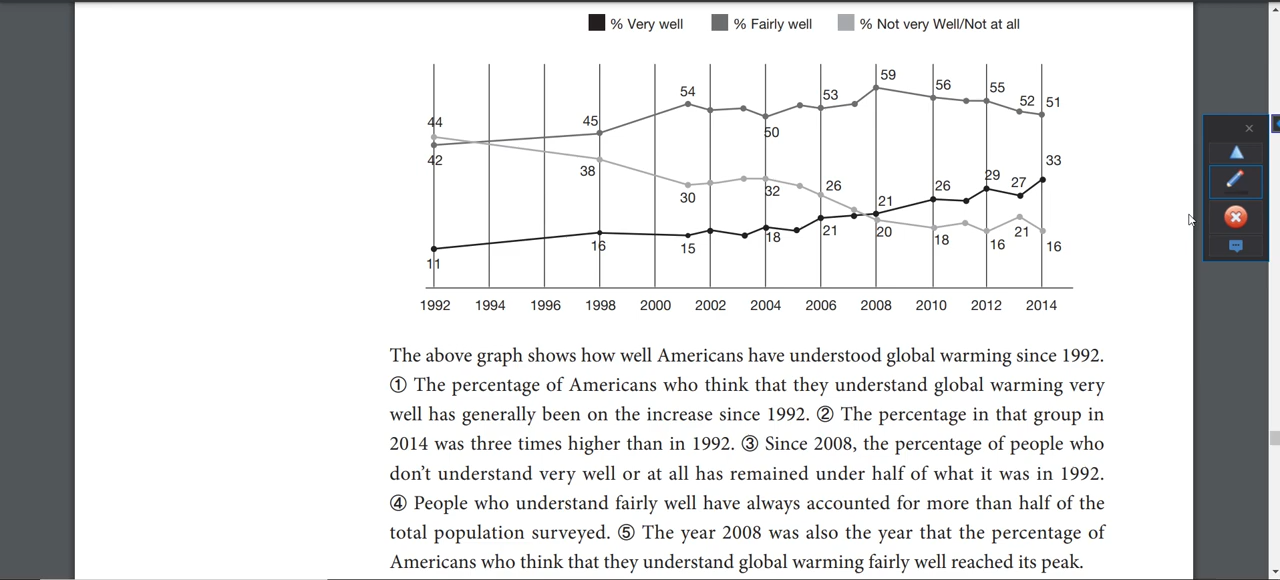 % Very well % Fairly well % Not very Well/Not at all
59
54 53 56 55 52 51
44 45 50
42 38 33
30 32 26 21 26 29 27
11 16 15 18 21 20 18 16 21 16
1992 1994 1996 1998 2000 2002 2004 2006 2008 2010 2012 2014
The above graph shows how well Americans have understood global warming since 1992.
① The percentage of Americans who think that they understand global warming very
well has generally been on the increase since 1992. ② The percentage in that group in
2014 was three times higher than in 1992. ③ Since 2008, the percentage of people who
don't understand very well or at all has remained under half of what it was in 1992.
④ People who understand fairly well have always accounted for more than half of the
total population surveyed. ⑤ The year 2008 was also the year that the percentage of
Americans who think that they understand global warming fairly well reached its peak.